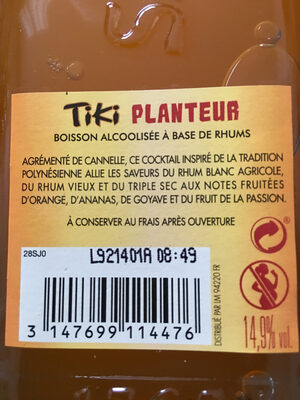 TiKi PLANTEUR
BOISSON ALCOOLISÉE À BASE DE RHUMS
AGRÉMENTÉ DE CANNELLE, CE COCKTAIL INSPIRÉ DE LA TRADITION
POLYNÉSIENNE ALLIE LES SAVEURS DU RHUM BLANC AGRICOLE,
DU RHUM VIEUX ET DU TRIPLE SEC AUX NOTES FRUITÉES
D'ORANGE, D'ANANAS, DE GOYAVE ET DU FRUIT DE LA PASSION.
À CONSERVER AU FRAIS APRÈS OUVERTURE
28SJ0
L921401A 08:49
3 147699 114476
DISTRIBUÉ PAR LM 94220 FR
14,9% vol.